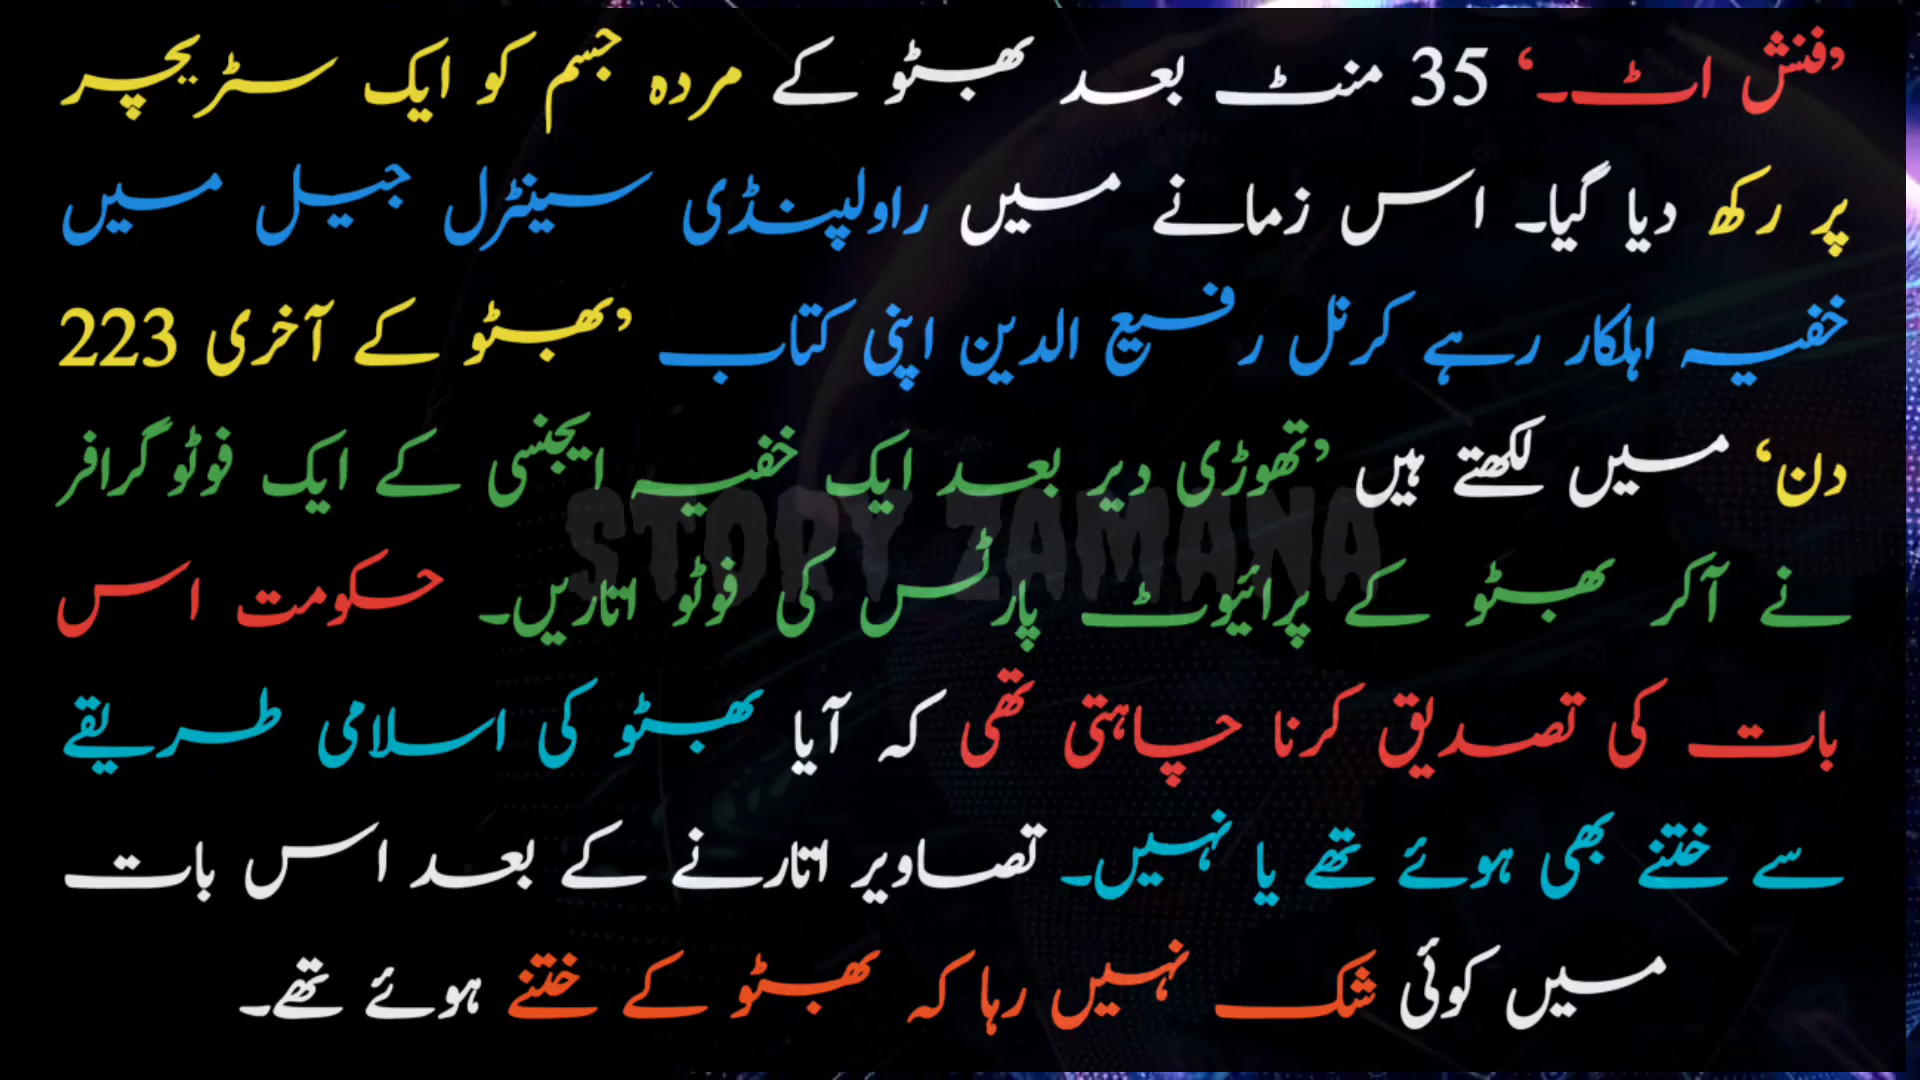 ’فنش اٹ۔‘ 35 منٹ بعد بھٹو کے مردہ جسم کو ایک سٹریچر
پر رکھ دیا گیا۔ اس زمانے میں راولپنڈی سینٹرل جیل میں
خفیہ اہلکار رہے کرنل رفیع الدین اپنی کتاب ’بھٹو کے آخری 223
دن‘ میں لکھتے ہیں ’تھوڑی دیر بعد ایک خفیہ ایجنسی کے ایک فوٹوگرافر
نے آکر بھٹو کے پرائیوٹ پارٹس کی فوٹو اتاریں۔ حکومت اس
بات کی تصدیق کرنا چاہتی تھی کہ آیا بھٹو کی اسلامی طریقے
سے ختنے بھی ہوئے تھے یا نہیں۔ تصاویر اتارنے کے بعد اس بات
میں کوئی شک نہیں رہا کہ بھٹو کے ختنے ہوئے تھے۔
STORY ZAMANA